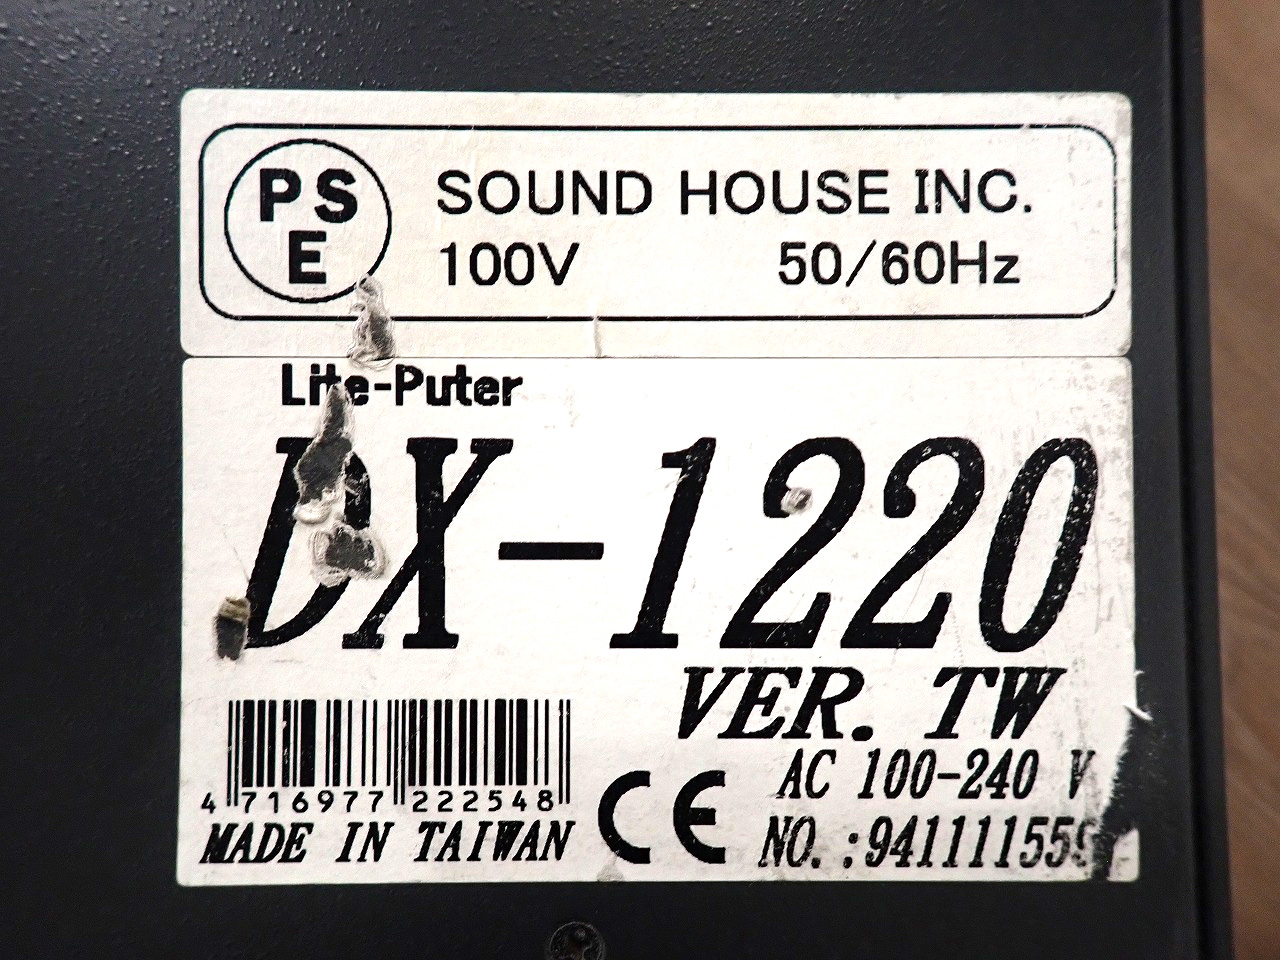 PS
E
SOUND HOUSE INC.
100V 50/60Hz
Lite-Puter
DX-1220
VER. TW
AC 100-240 V
4 716977 222548
CE
MADE IN TAIWAN
NO.: